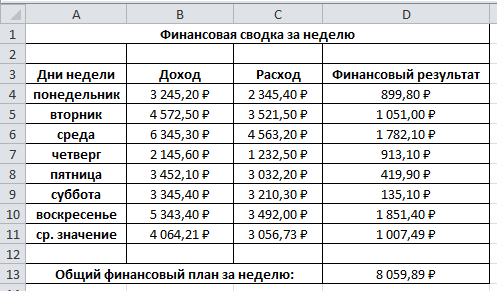 A B C D
1 Финансовая сводка за неделю
2
3 Дни недели Доход Расход Финансовый результат
4 понедельник 3 245,20 ₽ 2 345,40 ₽ 899,80 ₽
5 вторник 4 572,50 ₽ 3 521,50 ₽ 1 051,00 ₽
6 среда 6 345,30 ₽ 4 563,20 ₽ 1 782,10 ₽
7 четверг 2 145,60 ₽ 1 232,50 ₽ 913,10 ₽
8 пятница 3 452,10 ₽ 3 032,20 ₽ 419,90 ₽
9 суббота 3 345,40 ₽ 3 210,30 ₽ 135,10 ₽
10 воскресенье 5 343,40 ₽ 3 492,00 ₽ 1 851,40 ₽
11 ср. значение 4 064,21 ₽ 3 056,73 ₽ 1 007,49 ₽
12
13 Общий финансовый план за неделю: 8 059,89 ₽